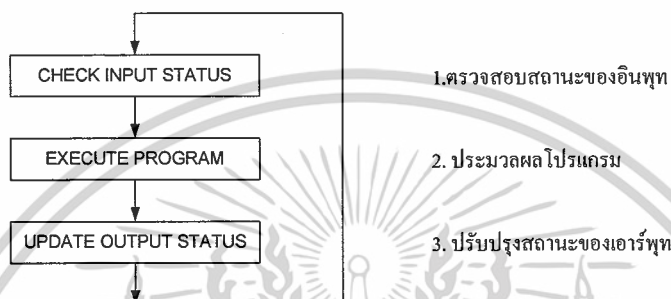 CHECK INPUT STATUS 1.ตรวจสอบสถานะของอินพุท
EXECUTE PROGRAM 2. ประมวลผลโปรแกรม
UPDATE OUTPUT STATUS 3. ปรับปรุงสถานะของเอาร์พุท